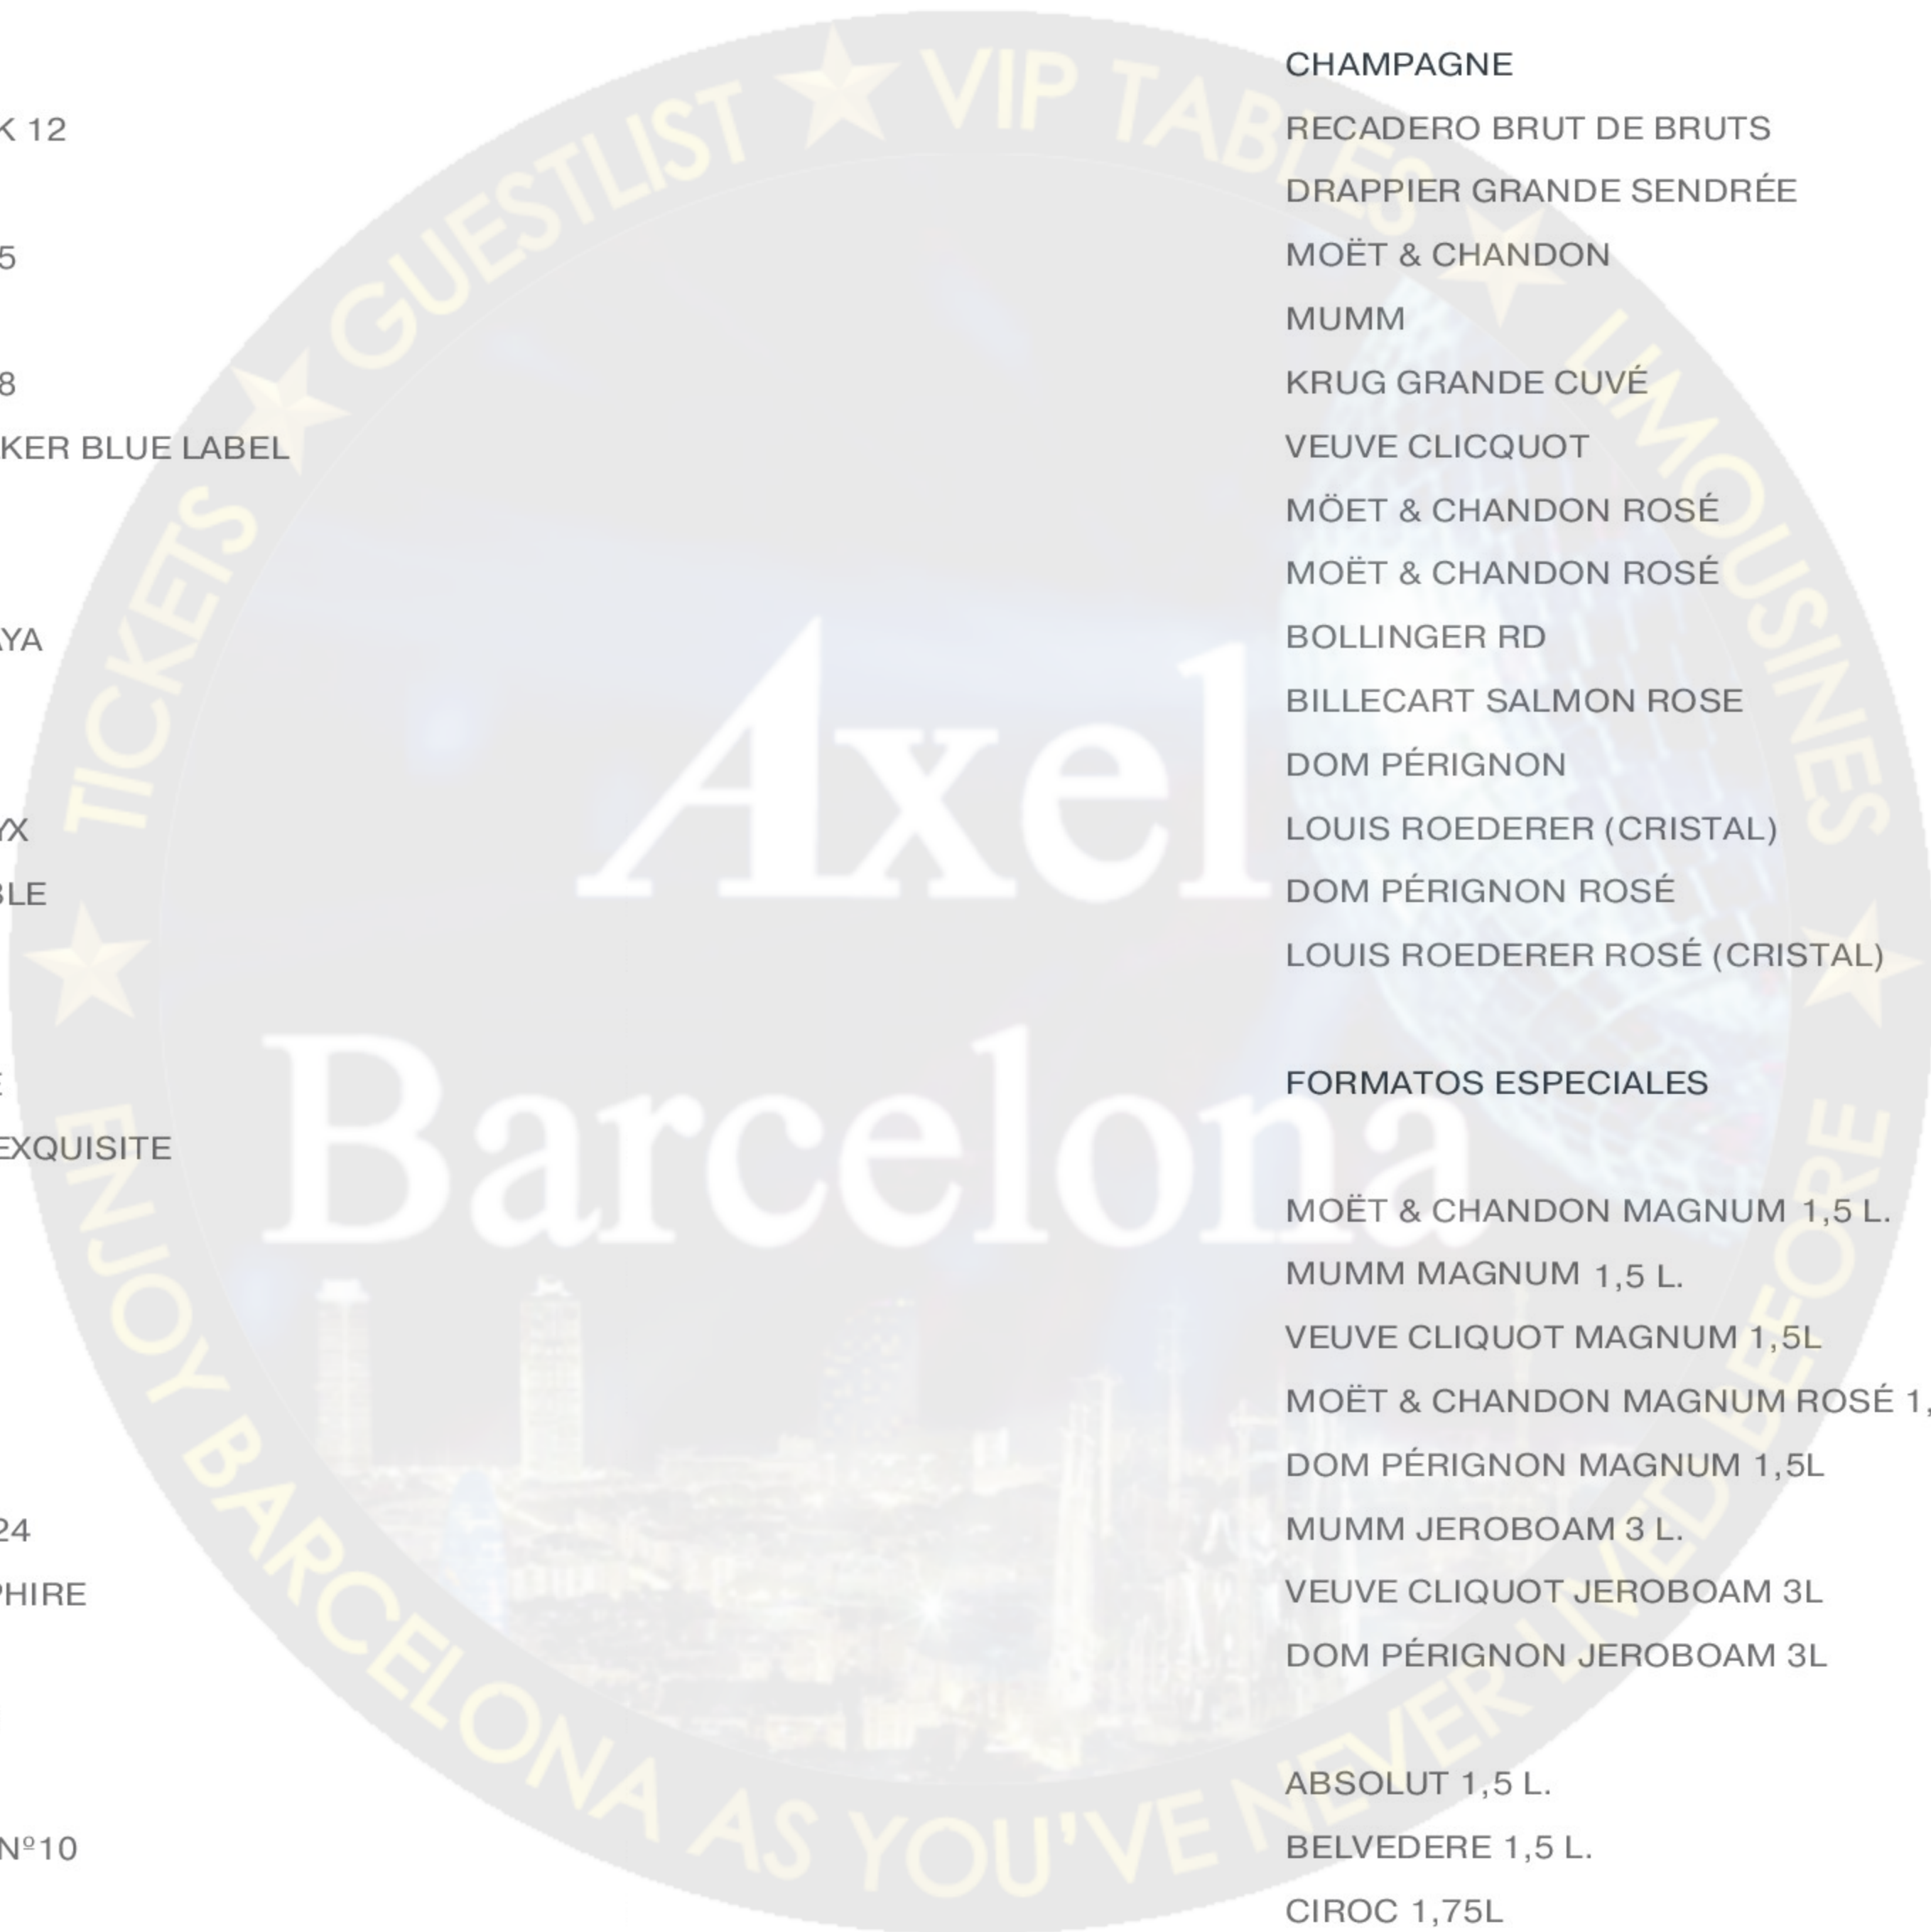 K 12
5
8
KER BLUE LABEL
AYA
YX
BLE
E
EXQUISITE
24
PHIRE
Nº10
TICKETS ★ GUESTLIST ★ VIP TABLES ★ LIMOUSINES
Axel
Barcelona
ENJOY BARCELONA AS YOU'VE NEVER LIVED BEFORE
CHAMPAGNE
RECADERO BRUT DE BRUTS
DRAPPIER GRANDE SENDRÉE
MOËT & CHANDON
MUMM
KRUG GRANDE CUVÉ
VEUVE CLICQUOT
MÖET & CHANDON ROSÉ
MOËT & CHANDON ROSÉ
BOLLINGER RD
BILLECART SALMON ROSE
DOM PÉRIGNON
LOUIS ROEDERER (CRISTAL)
DOM PÉRIGNON ROSÉ
LOUIS ROEDERER ROSÉ (CRISTAL)
FORMATOS ESPECIALES
MOËT & CHANDON MAGNUM 1,5 L.
MUMM MAGNUM 1,5 L.
VEUVE CLIQUOT MAGNUM 1,5L
MOËT & CHANDON MAGNUM ROSÉ 1,
DOM PÉRIGNON MAGNUM 1,5L
MUMM JEROBOAM 3 L.
VEUVE CLIQUOT JEROBOAM 3L
DOM PÉRIGNON JEROBOAM 3L
ABSOLUT 1,5 L.
BELVEDERE 1,5 L.
CIROC 1,75L